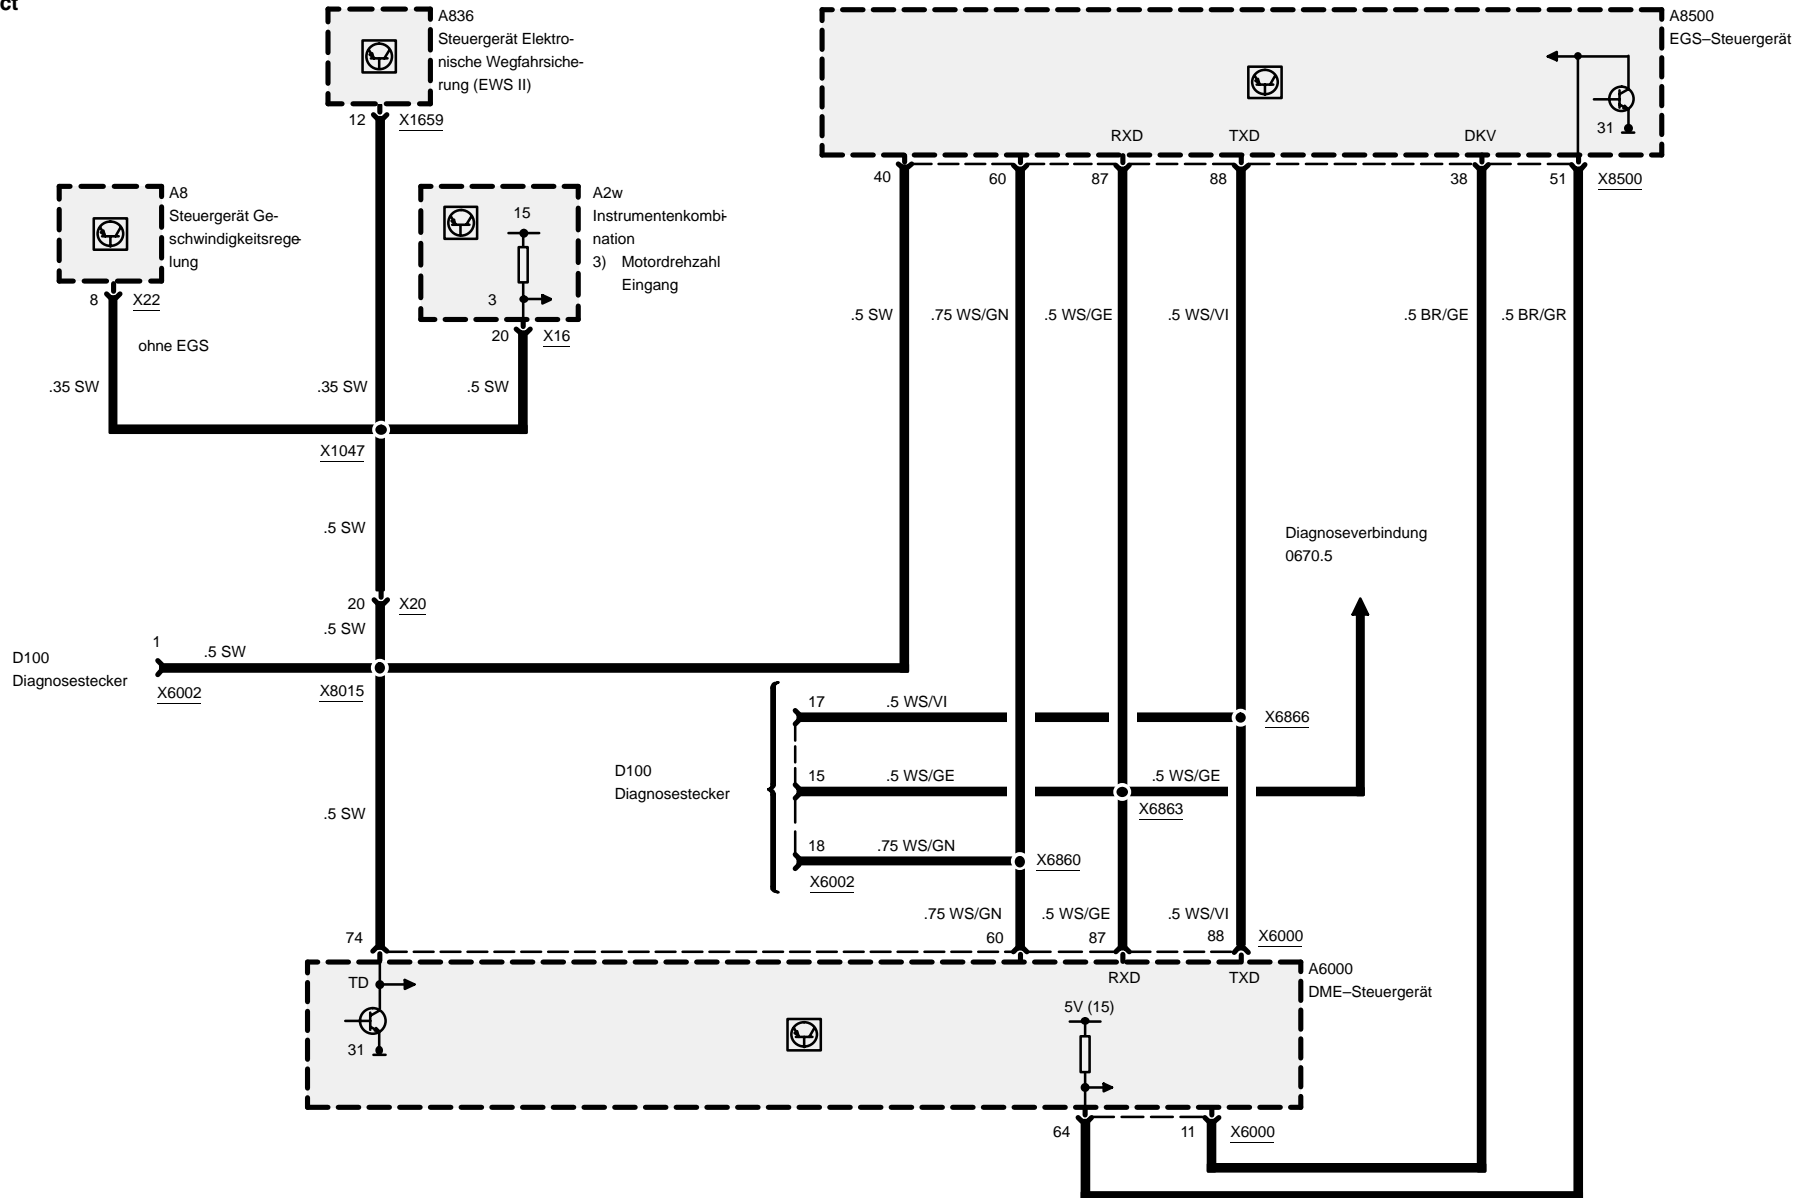 ct
A836
Steuergerät Elektro-
nische Wegfahrsiche-
rung (EWS II)
12 X1659
A8500
EGS–Steuergerät
31
RXD TXD DKV
40 60 87 88 38 51 X8500
A8
Steuergerät Ge-
schwindigkeitsrege-
lung
8 X22
ohne EGS
A2w
Instrumentenkombi-
nation
3) Motordrehzahl
Eingang
15
3
20 X16
.5 SW .75 WS/GN .5 WS/GE .5 WS/VI .5 BR/GE .5 BR/GR
.35 SW .35 SW .5 SW
X1047
.5 SW
Diagnoseverbindung
0670.5
20 X20
.5 SW
1
.5 SW
D100
Diagnosestecker
X6002
X8015
17 .5 WS/VI X6866
D100
Diagnosestecker
15 .5 WS/GE .5 WS/GE
X6863
.5 SW
18 .75 WS/GN X6860
X6002
.75 WS/GN .5 WS/GE .5 WS/VI
74 60 87 88 X6000
A6000
DME–Steuergerät
TD RXD TXD
5V (15)
31
64 11 X6000